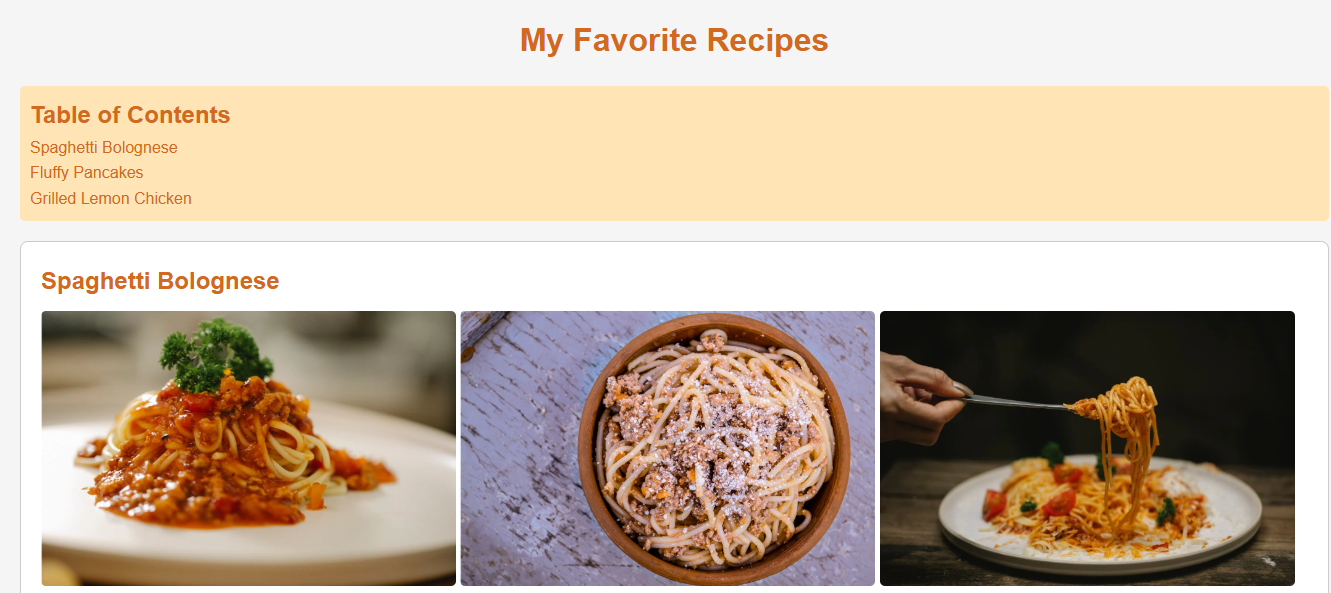 My Favorite Recipes
Table of Contents
Spaghetti Bolognese
Fluffy Pancakes
Grilled Lemon Chicken
Spaghetti Bolognese